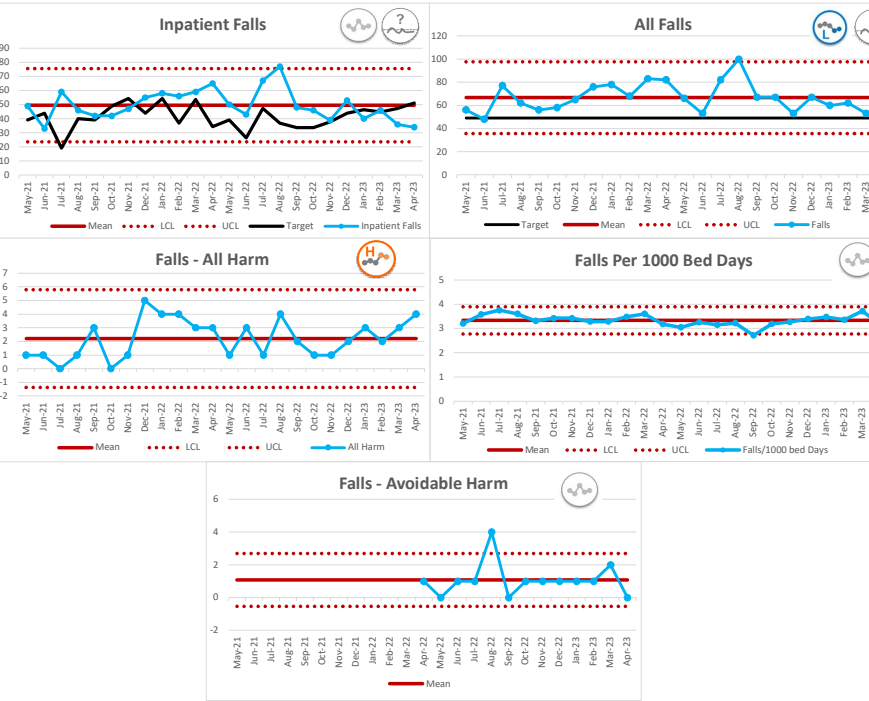 Inpatient Falls
?
90
80
70
60
50
40
30
20
10
0
May-21 Jun-21 Jul-21 Aug-21 Sep-21 Oct-21 Nov-21 Dec-21 Jan-22 Feb-22 Mar-22 Apr-22 May-22 Jun-22 Jul-22 Aug-22 Sep-22 Oct-22 Nov-22 Dec-22 Jan-23 Feb-23 Mar-23 Apr-23
Mean LCL UCL Target Inpatient Falls
All Falls
L
120
100
80
60
40
20
0
May-21 Jun-21 Jul-21 Aug-21 Sep-21 Oct-21 Nov-21 Dec-21 Jan-22 Feb-22 Mar-22 Apr-22 May-22 Jun-22 Jul-22 Aug-22 Sep-22 Oct-22 Nov-22 Dec-22 Jan-23 Feb-23 Mar-23
Target Mean LCL UCL Falls
Falls - All Harm
H
7
6
5
4
3
2
1
0
-1
-2
May-21 Jun-21 Jul-21 Aug-21 Sep-21 Oct-21 Nov-21 Dec-21 Jan-22 Feb-22 Mar-22 Apr-22 May-22 Jun-22 Jul-22 Aug-22 Sep-22 Oct-22 Nov-22 Dec-22 Jan-23 Feb-23 Mar-23 Apr-23
Mean LCL UCL All Harm
Falls Per 1000 Bed Days
5
4
3
2
1
0
May-21 Jun-21 Jul-21 Aug-21 Sep-21 Oct-21 Nov-21 Dec-21 Jan-22 Feb-22 Mar-22 Apr-22 May-22 Jun-22 Jul-22 Aug-22 Sep-22 Oct-22 Nov-22 Dec-22 Jan-23 Feb-23 Mar-23
Mean LCL UCL Falls/1000 bed Days
Falls - Avoidable Harm
6
4
2
0
-2
May-21 Jun-21 Jul-21 Aug-21 Sep-21 Oct-21 Nov-21 Dec-21 Jan-22 Feb-22 Mar-22 Apr-22 May-22 Jun-22 Jul-22 Aug-22 Sep-22 Oct-22 Nov-22 Dec-22 Jan-23 Feb-23 Mar-23 Apr-23
Mean